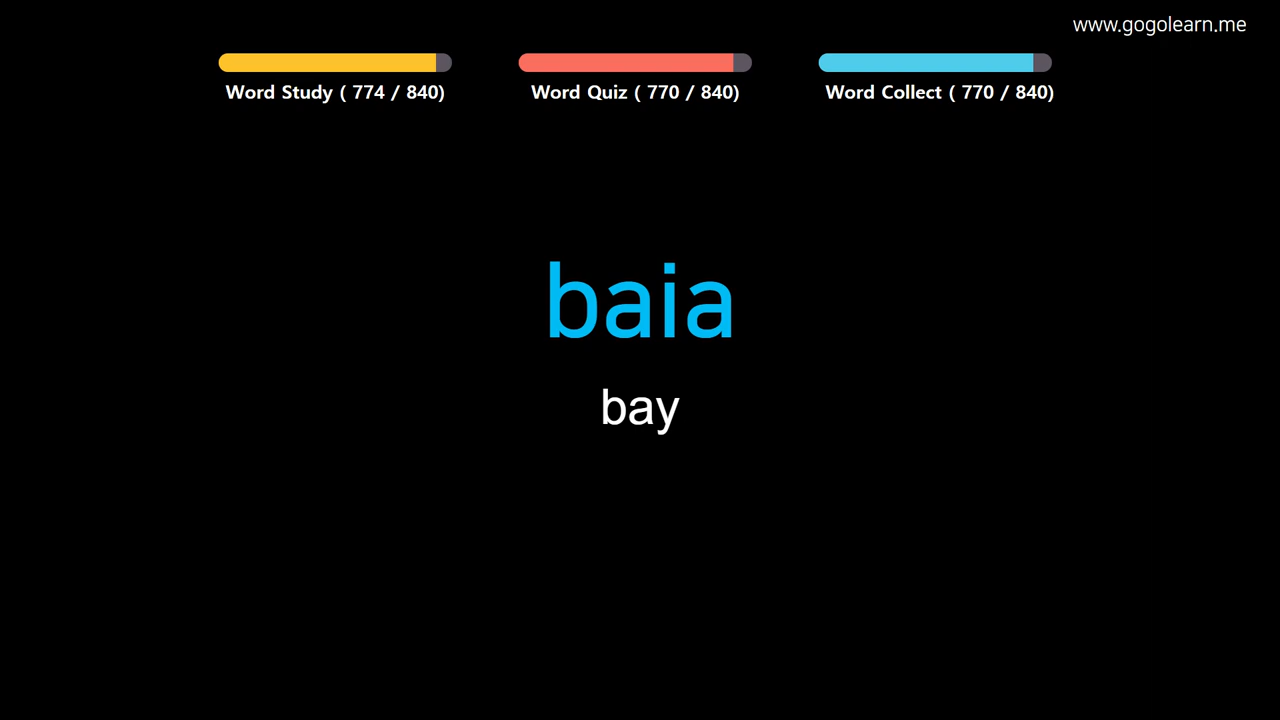 www.gogolearn.me
Word Study ( 774 / 840)
Word Quiz ( 770 / 840)
Word Collect ( 770 / 840)
baia
bay